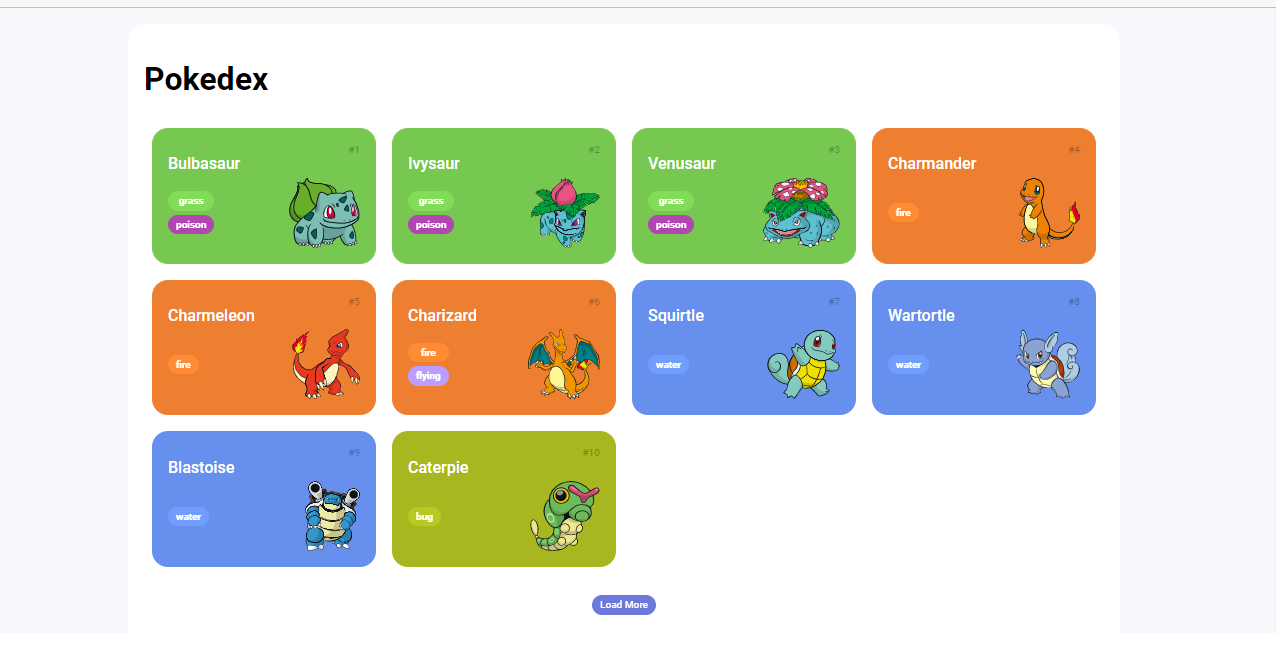 Pokedex
#1
Bulbasaur
grass
poison
#2
Ivysaur
grass
poison
#3
Venusaur
grass
poison
#4
Charmander
fire
#5
Charmeleon
fire
#6
Charizard
fire
flying
#7
Squirtle
water
#8
Wartortle
water
#9
Blastoise
water
#10
Caterpie
bug
Load More